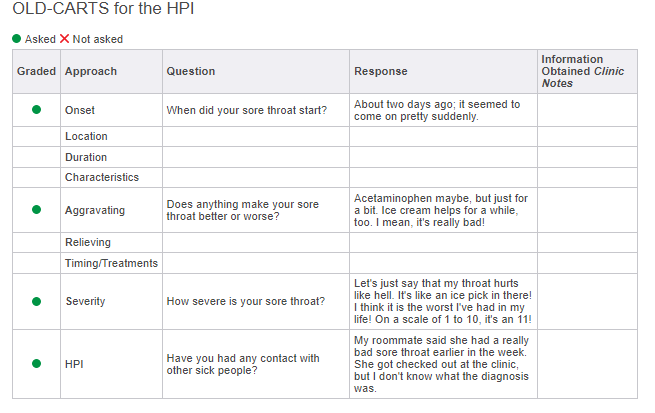 OLD-CARTS for the HPI
Asked Not asked
Graded Approach Question Response Information Obtained Clinic Notes
Onset When did your sore throat start? About two days ago; it seemed to
come on pretty suddenly.
Location
Duration
Characteristics
Aggravating Does anything make your sore
throat better or worse? Acetaminophen maybe, but just for
a bit. Ice cream helps for a while,
too. I mean, it's really bad!
Relieving
Timing/Treatments
Severity How severe is your sore throat? Let's just say that my throat hurts
like hell. It's like an ice pick in there!
I think it is the worst I've had in my
life! On a scale of 1 to 10, it's an 11!
HPI Have you had any contact with
other sick people? My roommate said she had a really
bad sore throat earlier in the week.
She got checked out at the clinic,
but I don't know what the diagnosis
was.